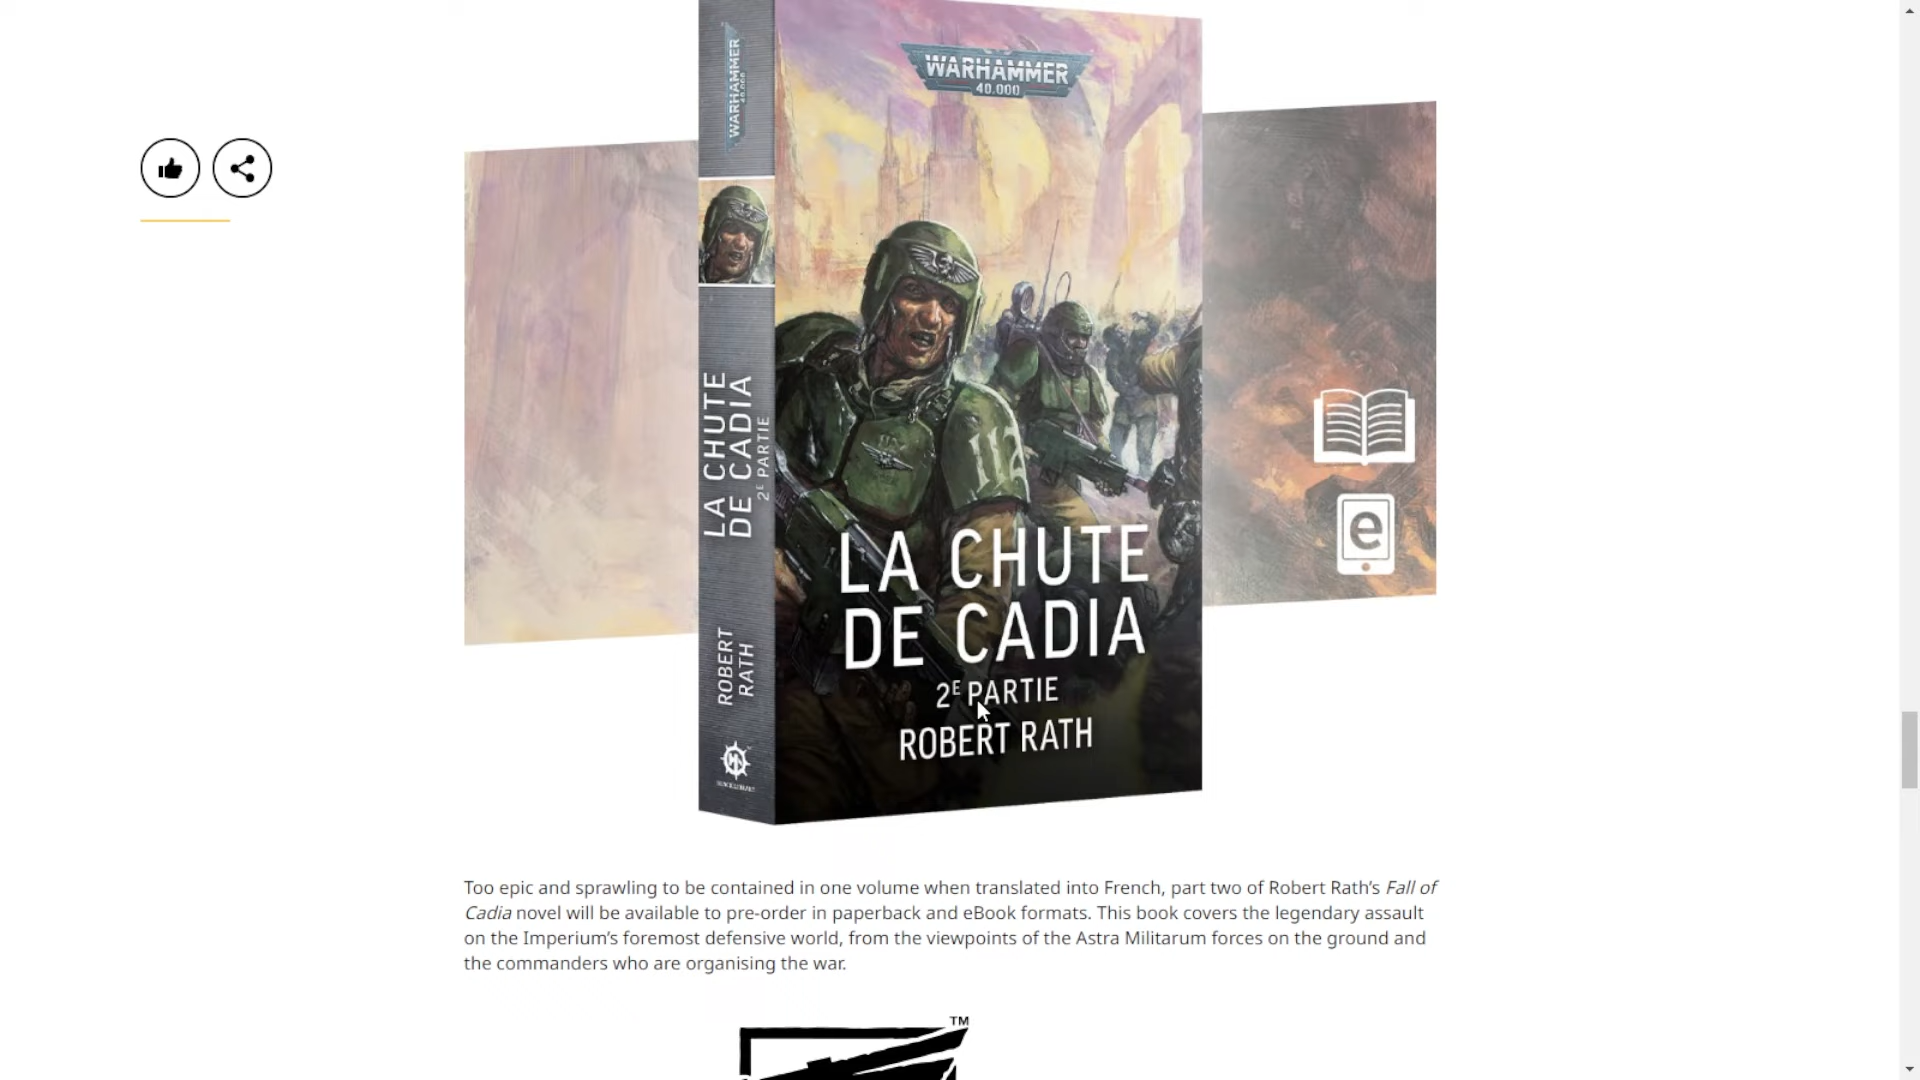 WARHAMMER
40,000
WARHAMMER
40,000
LA CHUTE
DE CADIA
2E PARTIE
ROBERT
RATH
LA CHUTE
DE CADIA
2E PARTIE
ROBERT RATH
e
Too epic and sprawling to be contained in one volume when translated into French, part two of Robert Rath’s Fall of
Cadia novel will be available to pre-order in paperback and eBook formats. This book covers the legendary assault
on the Imperium’s foremost defensive world, from the viewpoints of the Astra Militarum forces on the ground and
the commanders who are organising the war.
TM